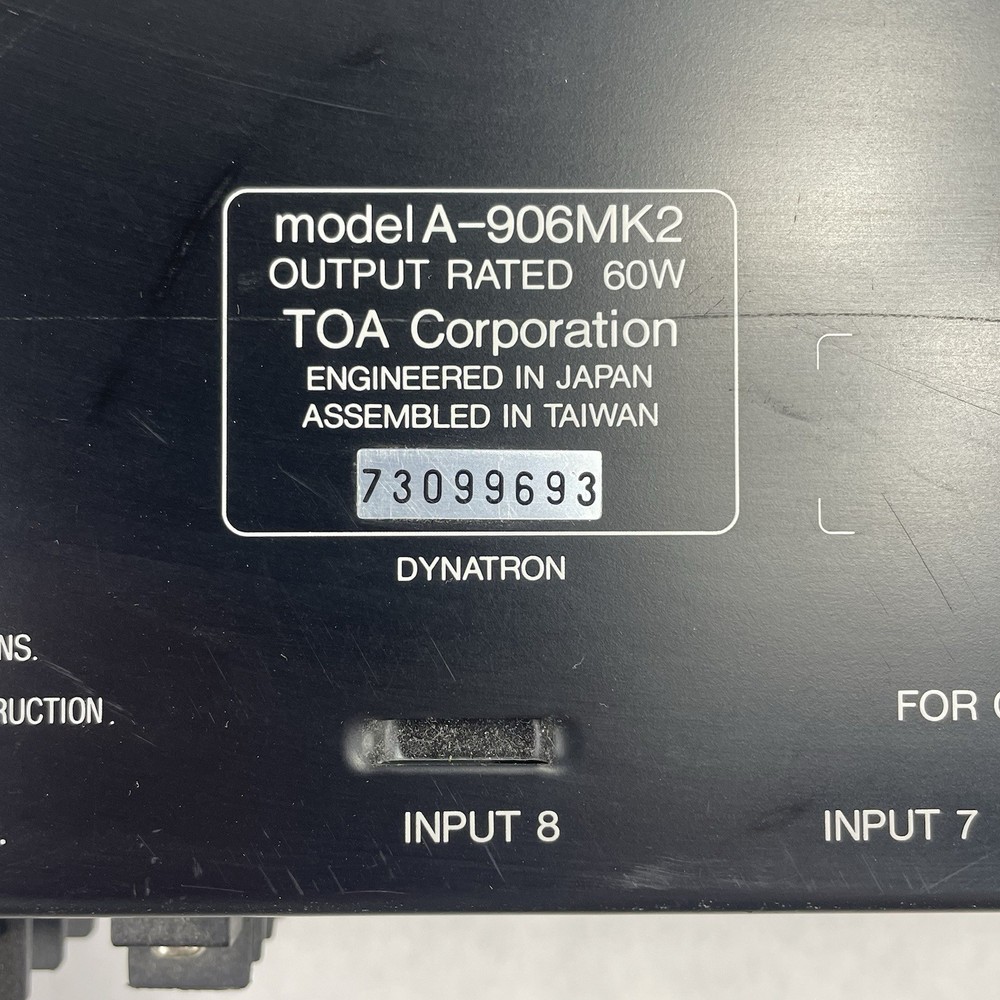 model A-906MK2
OUTPUT RATED 60W
TOA Corporation
ENGINEERED IN JAPAN
ASSEMBLED IN TAIWAN
73099693
DYNATRON
NS.
RUCTION.
FOR
INPUT 8
INPUT 7